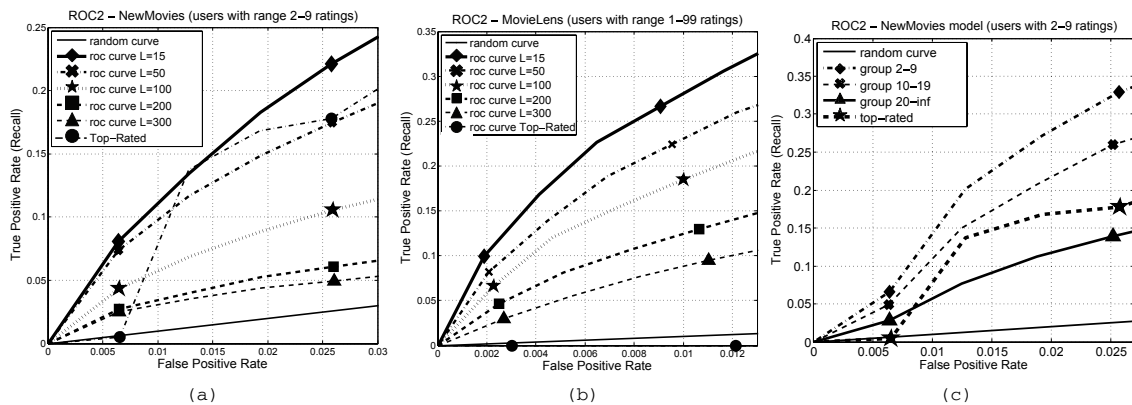 ROC2 – NewMovies (users with range 2–9 ratings)
True Positive Rate (Recall)
0.25
0.2
0.15
0.1
0.05
0
random curve
roc curve L=15
roc curve L=50
roc curve L=100
roc curve L=200
roc curve L=300
Top–Rated
0 0.005 0.01 0.015 0.02 0.025 0.03
False Positive Rate
(a)
ROC2 – MovieLens (users with range 1–99 ratings)
True Positive Rate (Recall)
0.35
0.3
0.25
0.2
0.15
0.1
0.05
0
random curve
roc curve L=15
roc curve L=50
roc curve L=100
roc curve L=200
roc curve L=300
roc curve Top–Rated
0 0.002 0.004 0.006 0.008 0.01 0.012
False Positive Rate
(b)
ROC2 – NewMovies model (users with 2–9 ratings)
True Positive Rate (Recall)
0.4
0.35
0.3
0.25
0.2
0.15
0.1
0.05
0
random curve
group 2–9
group 10–19
group 20–inf
top–rated
0 0.005 0.01 0.015 0.02 0.025
False Positive Rate
(c)